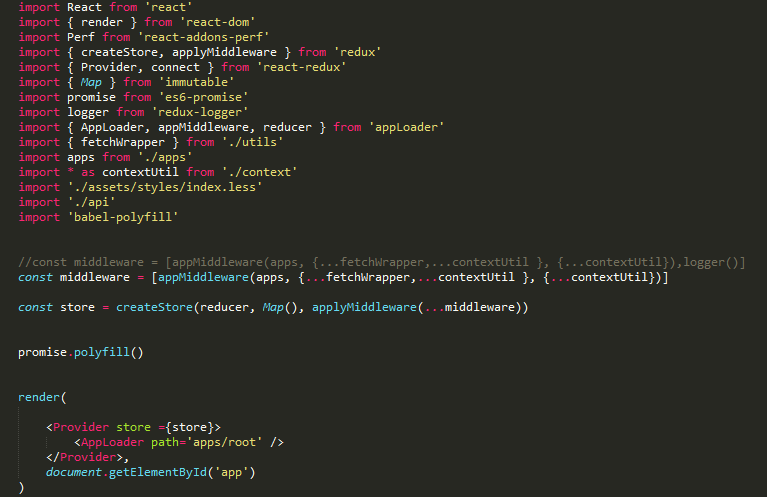 import React from 'react'
import { render } from 'react-dom'
import Perf from 'react-addons-perf'
import { createStore, applyMiddleware } from 'redux'
import { Provider, connect } from 'react-redux'
import { Map } from 'immutable'
import promise from 'es6-promise'
import logger from 'redux-logger'
import { AppLoader, appMiddleware, reducer } from 'appLoader'
import { fetchWrapper } from './utils'
import apps from './apps'
import * as contextUtil from './context'
import './assets/styles/index.less'
import './api'
import 'babel-polyfill'
//const middleware = [appMiddleware(apps, {...fetchWrapper,...contextUtil }, {...contextUtil}),logger()]
const middleware = [appMiddleware(apps, {...fetchWrapper,...contextUtil }, {...contextUtil})]
const store = createStore(reducer, Map(), applyMiddleware(...middleware))
promise.polyfill()
render(
<Provider store ={store}>
<AppLoader path='apps/root' />
</Provider>,
document.getElementById('app')
)